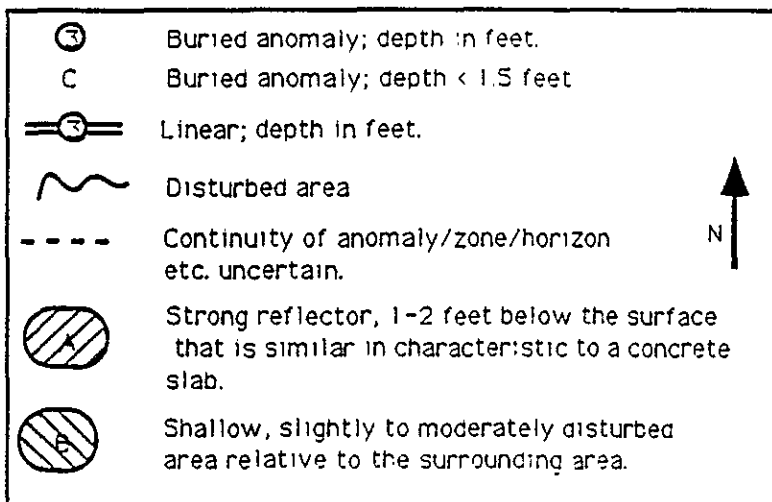 3 Buried anomaly; depth in feet.
C Buried anomaly; depth < 1.5 feet
3 Linear; depth in feet.
Disturbed area
Continuity of anomaly/zone/horizon
etc. uncertain.
N
A Strong reflector, 1-2 feet below the surface
that is similar in characteristic to a concrete
slab.
B Shallow, slightly to moderately disturbed
area relative to the surrounding area.